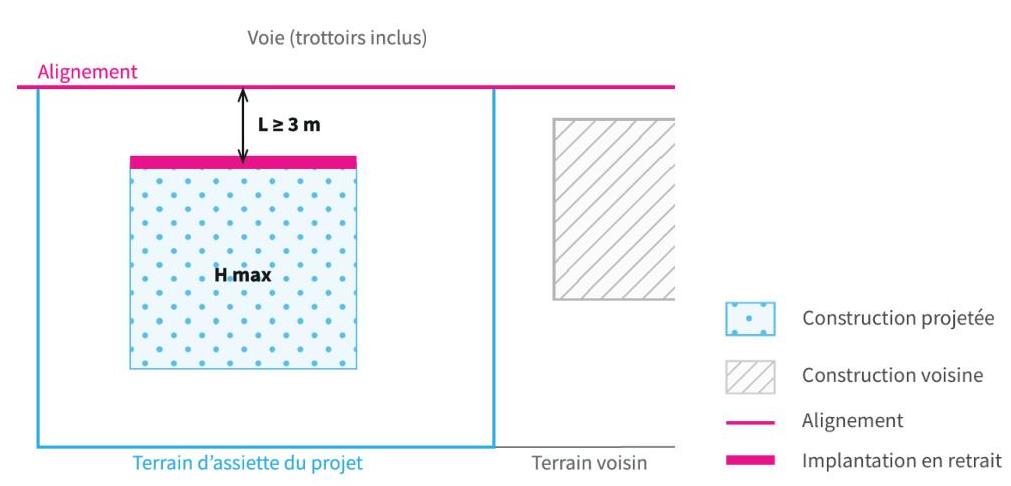 Voie (trottoirs inclus)
Alignement
L ≥ 3 m
H max
Terrain d’assiette du projet
Terrain voisin
Construction projetée
Construction voisine
Alignement
Implantation en retrait